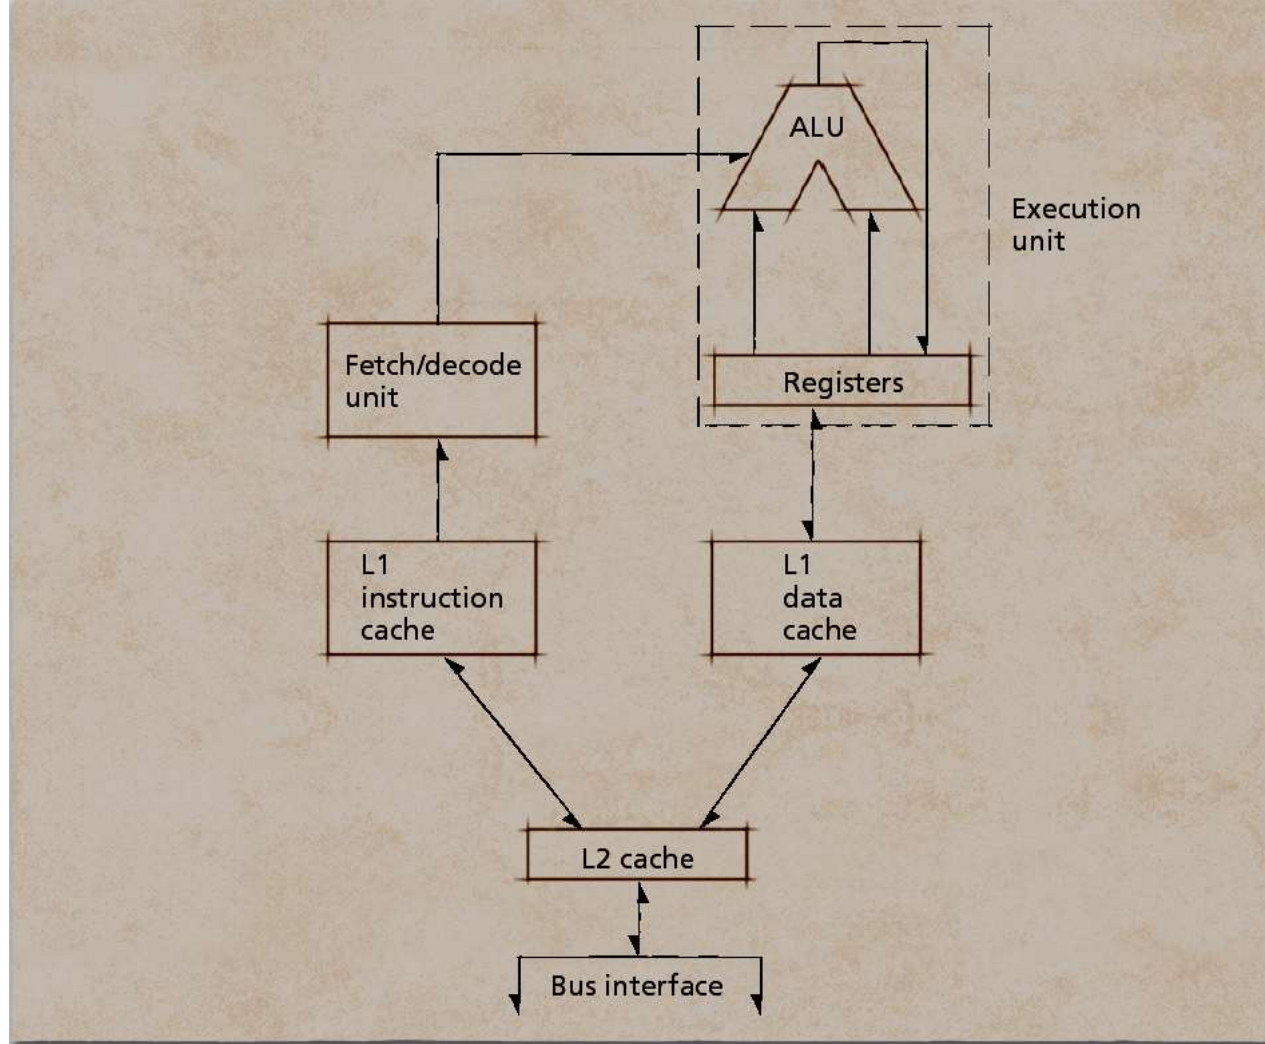 ALU
Execution
unit
Fetch/decode
unit
Registers
L1
instruction
cache
L1
data
cache
L2 cache
Bus interface